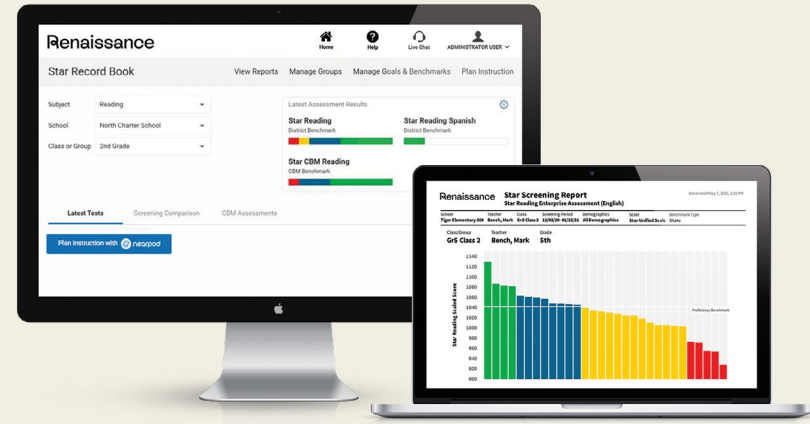 Renaissance
Home
Help
Live Chat
ADMINISTRATOR USER
Star Record Book
View Reports
Manage Groups
Manage Goals & Benchmarks
Plan Instruction
Subject
Reading
School
North Charter School
Class or Group
2nd Grade
Latest Assessment Results
Star Reading
District Benchmark
Star Reading Spanish
District Benchmark
Star CBM Reading
CBM Benchmark
Latest Tests
Screening Comparison
CBM Assessments
Plan Instruction with nearpod
Renaissance
Star Screening Report
Star Reading Enterprise Assessment (English)
School
Tiger Elementary 300
Teacher
Bench, Mark
Class
Gr5 Class 2
Screening Period
Demographics
All Demographics
Scale
Star Unified Scale
Benchmark Type
State
Class/Group
Gr5 Class 2
Teacher
Bench, Mark
Grade
5th
Star Reading Scaled Score
1140
1120
1100
1080
1060
1040
1020
1000
980
960
940
920
900
Proficiency Benchmark